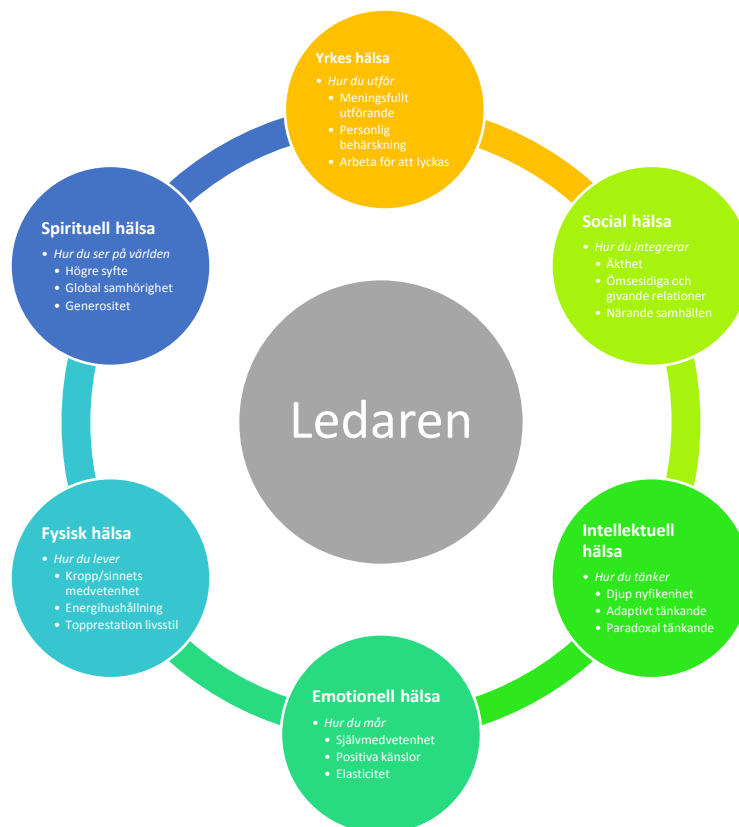 Yrkes hälsa
• Hur du utför
• Meningsfullt
utförande
• Personlig
behärskning
• Arbeta för att lyckas
Social hälsa
• Hur du integrerar
• Äkthet
• Ömsesidiga och
givande relationer
• Närande samhällen
Intellektuell
hälsa
• Hur du tänker
• Djup nyfikenhet
• Adaptivt tänkande
• Paradoxal tänkande
Emotionell hälsa
• Hur du mår
• Självmedvetenhet
• Positiva känslor
• Elasticitet
Fysisk hälsa
• Hur du lever
• Kropp/sinnets
medvetenhet
• Energihushållning
• Topprestation livsstil
Spirituell hälsa
• Hur du ser på världen
• Högre syfte
• Global samhörighet
• Generositet
Ledaren